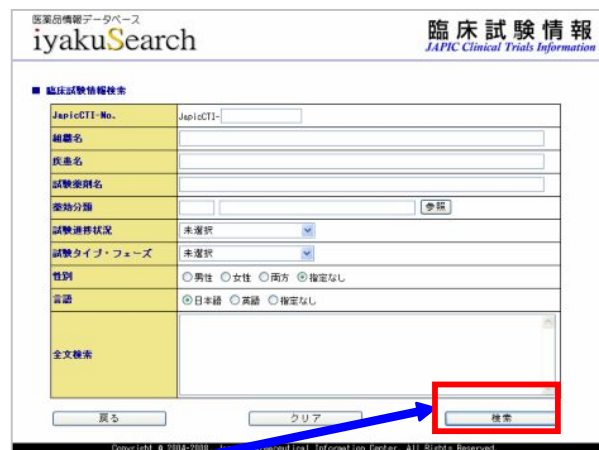 医薬品情報データベース
iyakuSearch
臨床試験情報
JAPIC Clinical Trials Information
■ 臨床試験情報検索
JapicCTI-No.
JapicCTI-
組織名
疾患名
試験薬剤名
薬効分類
参照
試験進捗状況
未選択
試験タイプ・フェーズ
未選択
性別
男性 女性 両方 指定なし
言語
日本語 英語 指定なし
全文検索
戻る
クリア
検索
Copyright © 2004-2008 Pharmaceutical Information Center, All Rights Reserved.